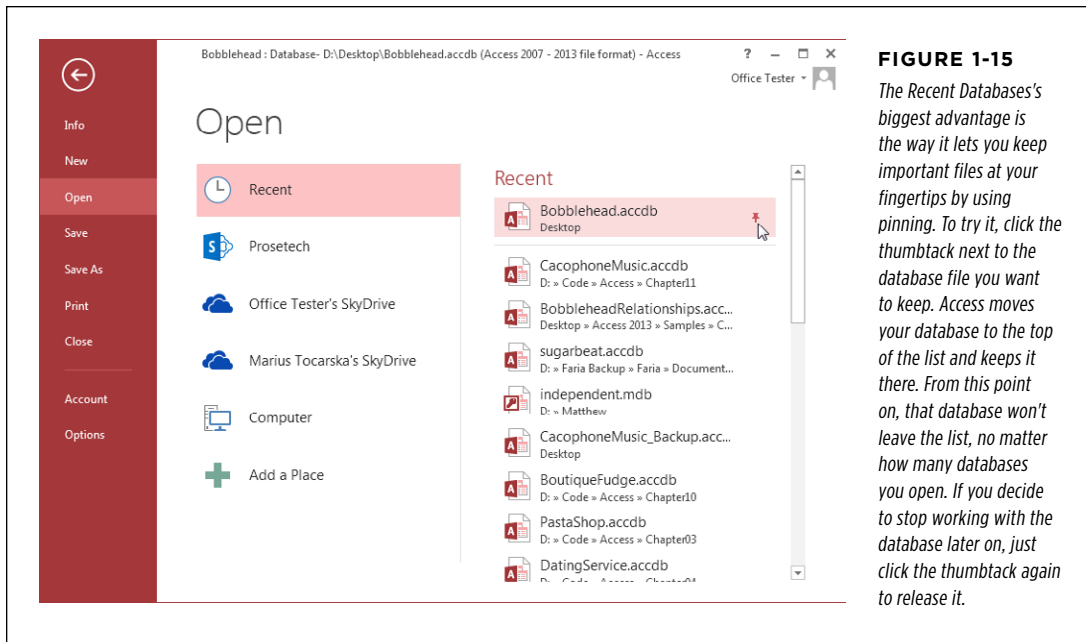 Bobblehead : Database- D:\Desktop\Bobblehead.accdb (Access 2007 - 2013 file format) - Access
?
Office Tester
Info
New
Open
Save
Save As
Print
Close
Account
Options
Open
Recent
Prosetech
Office Tester's SkyDrive
Marius Tocarska's SkyDrive
Computer
Add a Place
Recent
Bobblehead.accdb
Desktop
CacophoneMusic.accdb
D: » Code » Access » Chapter11
BobbleheadRelationships.acc...
Desktop » Access 2013 » Samples » C...
sugarbeat.accdb
D: » Faria Backup » Faria » Document...
independent.mdb
D: » Matthew
CacophoneMusic_Backup.acc...
Desktop
BoutiqueFudge.accdb
D: » Code » Access » Chapter10
PastaShop.accdb
D: » Code » Access » Chapter03
DatingService.accdb
D: » Code » Access » Chapter04
FIGURE 1-15
The Recent Databases's
biggest advantage is
the way it lets you keep
important files at your
fingertips by using
pinning. To try it, click the
thumbtack next to the
database file you want
to keep. Access moves
your database to the top
of the list and keeps it
there. From this point
on, that database won't
leave the list, no matter
how many databases
you open. If you decide
to stop working with the
database later on, just
click the thumbtack again
to release it.